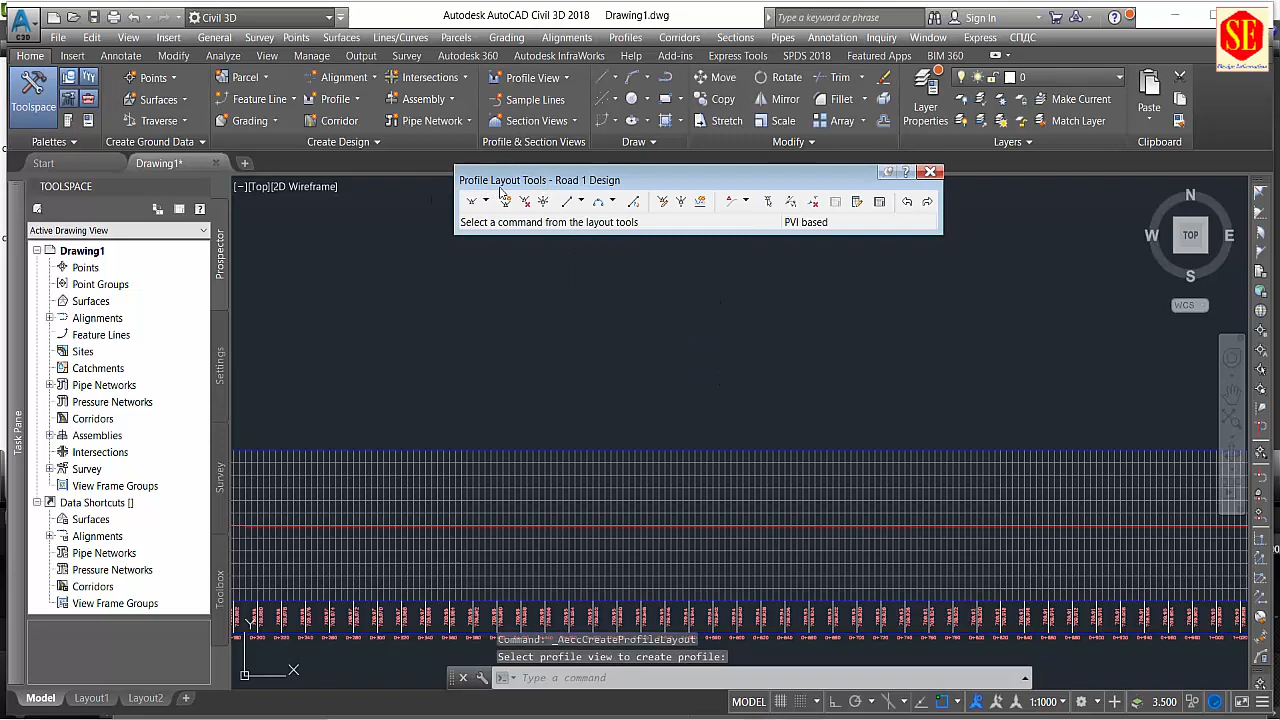 Civil 3D
Autodesk AutoCAD Civil 3D 2018 Drawing1.dwg
Type a keyword or phrase
Sign In
SE
A
C3D
File Edit View Insert General Survey Points Surfaces Lines/Curves Parcels Grading Alignments Profiles Corridors Sections Pipes Annotation Inquiry Window Express СПДС
Home Insert Annotate Modify Analyze View Manage Output Survey Autodesk 360 Autodesk InfraWorks Help Add-ins Express Tools SPDS 2018 Featured Apps BIM 360
Points Parcel Alignment Intersections Profile View Move Rotate Trim
Toolspace
Surfaces Feature Line Profile Assembly Sample Lines Copy Mirror Fillet Layer Properties Make Current Paste
Traverse Grading Corridor Pipe Network Section Views Stretch Scale Array Match Layer
0
Palettes Create Ground Data Create Design Profile & Section Views Draw Modify Layers Clipboard
Start Drawing1*
TOOLSPACE
[−][Top][2D Wireframe]
Profile Layout Tools - Road 1 Design
Select a command from the layout tools PVI based
N
W TOP E
S
WCS
Active Drawing View
Drawing1
Points
Point Groups
Surfaces
Alignments
Feature Lines
Sites
Catchments
Pipe Networks
Pressure Networks
Corridors
Assemblies
Intersections
Survey
View Frame Groups
Data Shortcuts []
Surfaces
Alignments
Pipe Networks
Pressure Networks
Corridors
View Frame Groups
Prospector
Settings
Survey
Toolbox
Task Pane
Y
X
Command: _AeccCreateProfileLayout
Select profile view to create profile:
Type a command
Model Layout1 Layout2 +
MODEL 1:1000 3.500